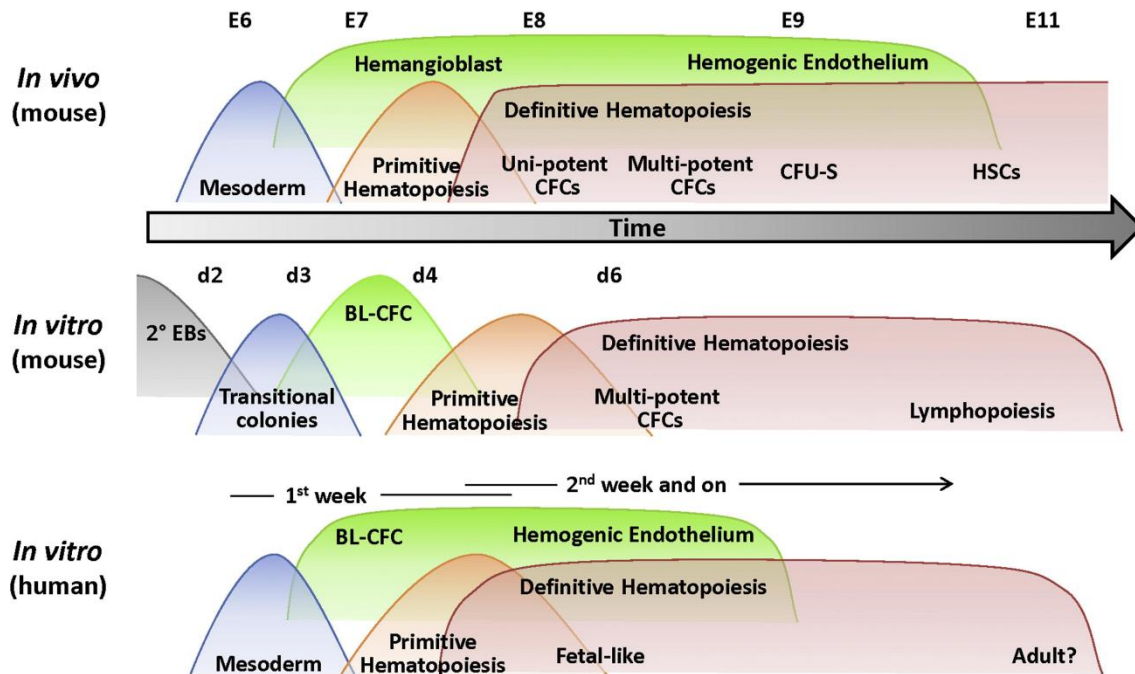 E6 E7 E8 E9 E11
In vivo
(mouse)
Hemangioblast Hemogenic Endothelium
Definitive Hematopoiesis
Mesoderm
Primitive
Hematopoiesis
Uni-potent
CFCs
Multi-potent
CFCs
CFU-S
HSCs
Time
d2 d3 d4 d6
In vitro
(mouse)
2° EBs
BL-CFC
Definitive Hematopoiesis
Transitional
colonies
Primitive
Hematopoiesis
Multi-potent
CFCs
Lymphopoiesis
1st week
2nd week and on
In vitro
(human)
BL-CFC Hemogenic Endothelium
Definitive Hematopoiesis
Mesoderm
Primitive
Hematopoiesis
Fetal-like
Adult?